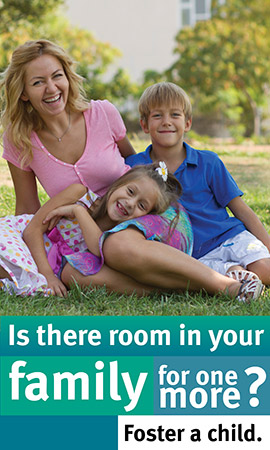 Is there room in your
family for one
more?
Foster a child.